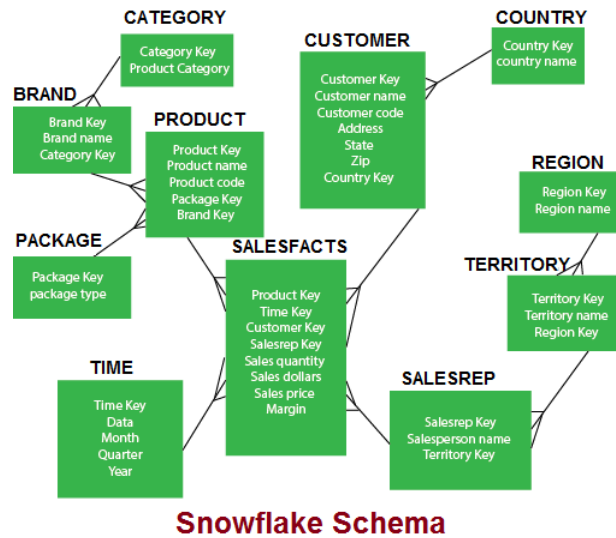 CATEGORY
Category Key
Product Category
BRAND
Brand Key
Brand name
Category Key
PRODUCT
Product Key
Product name
Product code
Package Key
Brand Key
PACKAGE
Package Key
package type
CUSTOMER
Customer Key
Customer name
Customer code
Address
State
Zip
Country Key
COUNTRY
Country Key
country name
REGION
Region Key
Region name
TERRITORY
Territory Key
Territory name
Region Key
SALESFACTS
Product Key
Time Key
Customer Key
Salesrep Key
Sales quantity
Sales dollars
Sales price
Margin
TIME
Time Key
Data
Month
Quarter
Year
SALESREP
Salesrep Key
Salesperson name
Territory Key
Snowflake Schema